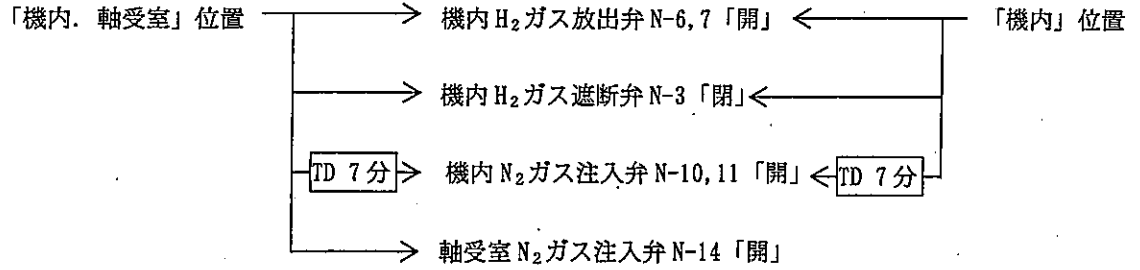 「機内．軸受室」位置 機内H₂ガス放出弁N-6,7「開」 「機内」位置
機内H₂ガス遮断弁N-3「閉」
TD 7分 機内N₂ガス注入弁N-10,11「開」 TD 7分
軸受室N₂ガス注入弁N-14「開」